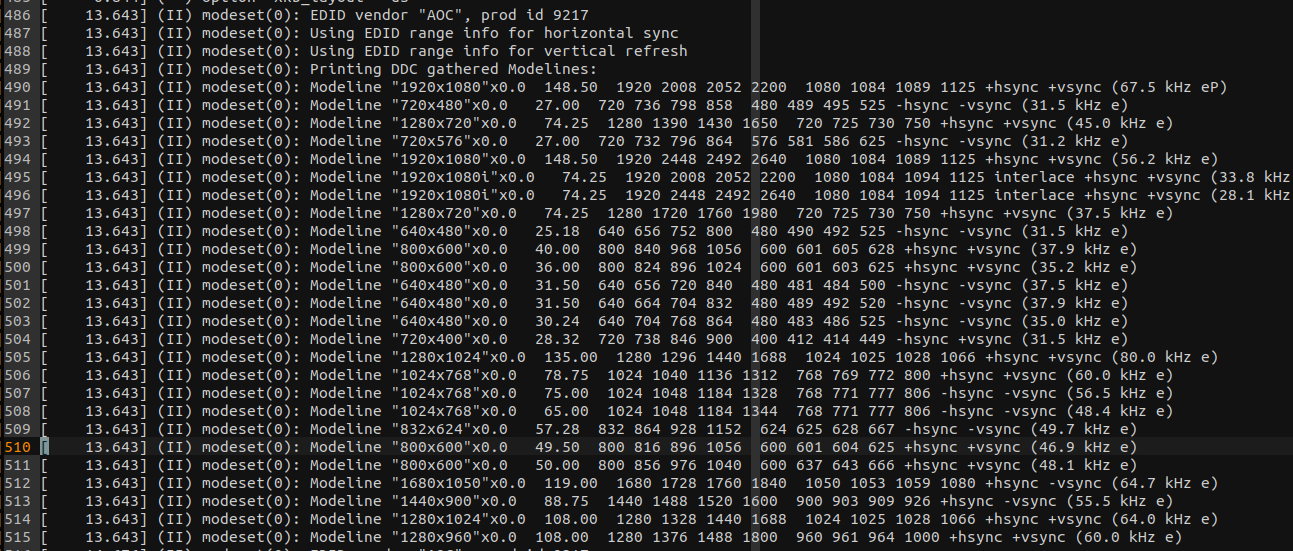 486 [    13.643] (II) modeset(0): EDID vendor "AOC", prod id 9217
487 [    13.643] (II) modeset(0): Using EDID range info for horizontal sync
488 [    13.643] (II) modeset(0): Using EDID range info for vertical refresh
489 [    13.643] (II) modeset(0): Printing DDC gathered Modelines:
490 [    13.643] (II) modeset(0): Modeline "1920x1080"x0.0  148.50  1920 2008 2052 2200  1080 1084 1089 1125 +hsync +vsync (67.5 kHz eP)
491 [    13.643] (II) modeset(0): Modeline "720x480"x0.0   27.00  720 736 798 858  480 489 495 525 -hsync -vsync (31.5 kHz e)
492 [    13.643] (II) modeset(0): Modeline "1280x720"x0.0   74.25  1280 1390 1430 1650  720 725 730 750 +hsync +vsync (45.0 kHz e)
493 [    13.643] (II) modeset(0): Modeline "720x576"x0.0   27.00  720 732 796 864  576 581 586 625 -hsync -vsync (31.2 kHz e)
494 [    13.643] (II) modeset(0): Modeline "1920x1080"x0.0  148.50  1920 2448 2492 2640  1080 1084 1089 1125 +hsync +vsync (56.2 kHz e)
495 [    13.643] (II) modeset(0): Modeline "1920x1080i"x0.0   74.25  1920 2008 2052 2200  1080 1084 1094 1125 interlace +hsync +vsync (33.8 kHz
496 [    13.643] (II) modeset(0): Modeline "1920x1080i"x0.0   74.25  1920 2448 2492 2640  1080 1084 1094 1125 interlace +hsync +vsync (28.1 kHz
497 [    13.643] (II) modeset(0): Modeline "1280x720"x0.0   74.25  1280 1720 1760 1980  720 725 730 750 +hsync +vsync (37.5 kHz e)
498 [    13.643] (II) modeset(0): Modeline "640x480"x0.0   25.18  640 656 752 800  480 490 492 525 -hsync -vsync (31.5 kHz e)
499 [    13.643] (II) modeset(0): Modeline "800x600"x0.0   40.00  800 840 968 1056  600 601 605 628 +hsync +vsync (37.9 kHz e)
500 [    13.643] (II) modeset(0): Modeline "800x600"x0.0   36.00  800 824 896 1024  600 601 603 625 +hsync +vsync (35.2 kHz e)
501 [    13.643] (II) modeset(0): Modeline "640x480"x0.0   31.50  640 656 720 840  480 481 484 500 -hsync -vsync (37.5 kHz e)
502 [    13.643] (II) modeset(0): Modeline "640x480"x0.0   31.50  640 664 704 832  480 489 492 520 -hsync -vsync (37.9 kHz e)
503 [    13.643] (II) modeset(0): Modeline "640x480"x0.0   30.24  640 704 768 864  480 483 486 525 -hsync -vsync (35.0 kHz e)
504 [    13.643] (II) modeset(0): Modeline "720x400"x0.0   28.32  720 738 846 900  400 412 414 449 -hsync +vsync (31.5 kHz e)
505 [    13.643] (II) modeset(0): Modeline "1280x1024"x0.0  135.00  1280 1296 1440 1688  1024 1025 1028 1066 +hsync +vsync (80.0 kHz e)
506 [    13.643] (II) modeset(0): Modeline "1024x768"x0.0   78.75  1024 1040 1136 1312  768 769 772 800 +hsync +vsync (60.0 kHz e)
507 [    13.643] (II) modeset(0): Modeline "1024x768"x0.0   75.00  1024 1048 1184 1328  768 771 777 806 -hsync -vsync (56.5 kHz e)
508 [    13.643] (II) modeset(0): Modeline "1024x768"x0.0   65.00  1024 1048 1184 1344  768 771 777 806 -hsync -vsync (48.4 kHz e)
509 [    13.643] (II) modeset(0): Modeline "832x624"x0.0   57.28  832 864 928 1152  624 625 628 667 -hsync -vsync (49.7 kHz e)
510 [    13.643] (II) modeset(0): Modeline "800x600"x0.0   49.50  800 816 896 1056  600 601 604 625 +hsync +vsync (46.9 kHz e)
511 [    13.643] (II) modeset(0): Modeline "800x600"x0.0   50.00  800 856 976 1040  600 637 643 666 +hsync +vsync (48.1 kHz e)
512 [    13.643] (II) modeset(0): Modeline "1680x1050"x0.0  119.00  1680 1728 1760 1840  1050 1053 1059 1080 +hsync -vsync (64.7 kHz e)
513 [    13.643] (II) modeset(0): Modeline "1440x900"x0.0   88.75  1440 1488 1520 1600  900 903 909 926 +hsync -vsync (55.5 kHz e)
514 [    13.643] (II) modeset(0): Modeline "1280x1024"x0.0  108.00  1280 1328 1440 1688  1024 1025 1028 1066 +hsync +vsync (64.0 kHz e)
515 [    13.643] (II) modeset(0): Modeline "1280x960"x0.0  108.00  1280 1376 1488 1800  960 961 964 1000 +hsync +vsync (60.0 kHz e)